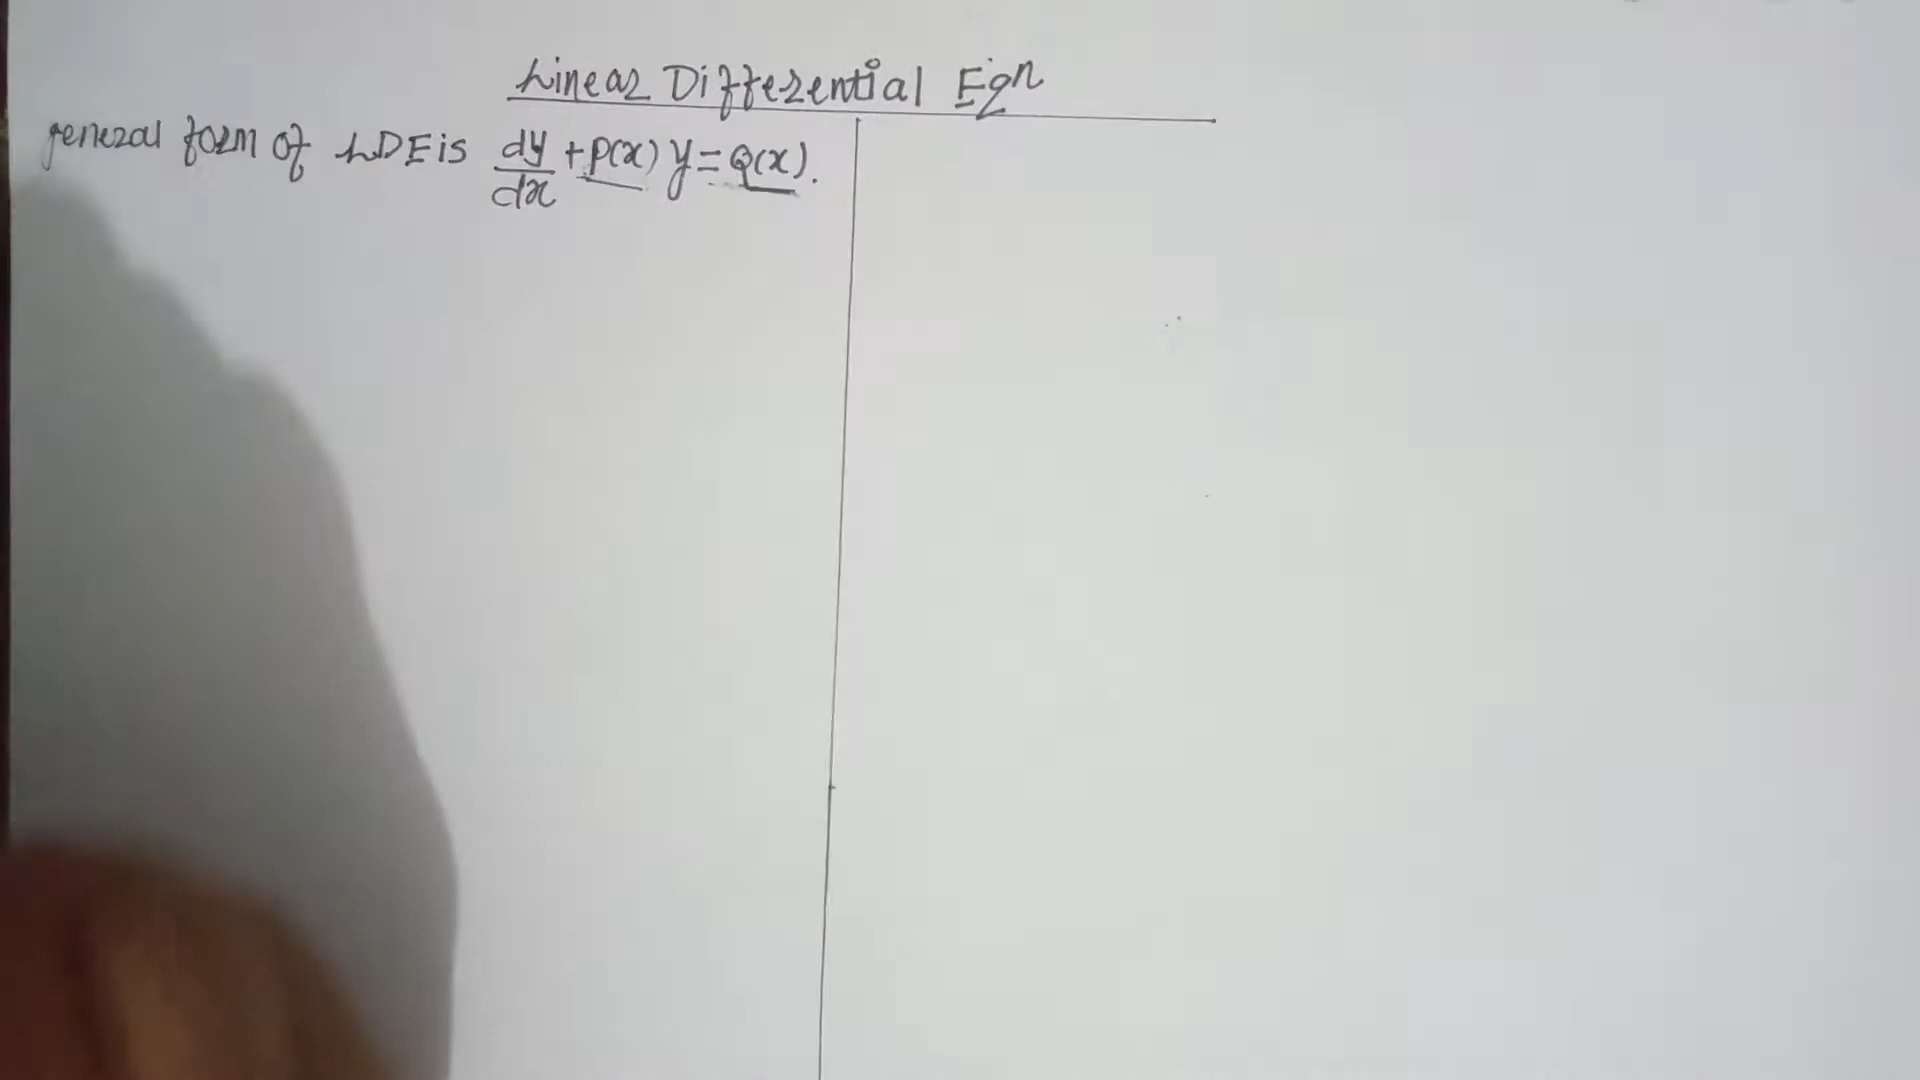 Linear Differential Eqn
general form of LDE is dy/dx + P(x) y = Q(x).